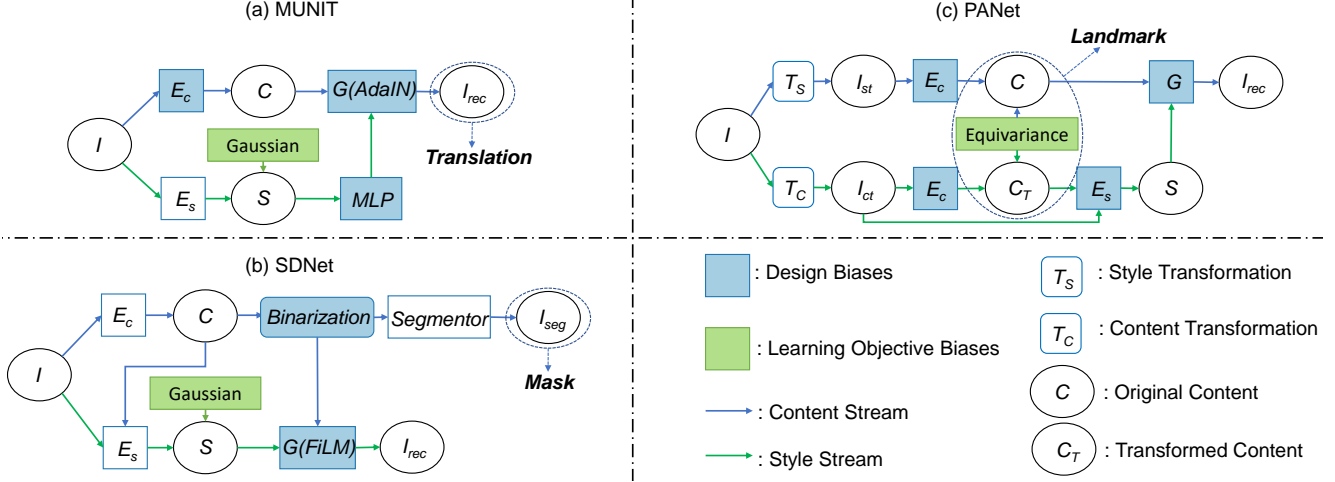 (a) MUNIT
E_c
C
G(AdaIN)
I_rec
I
Gaussian
Translation
E_s
S
MLP
(c) PANet
Landmark
T_S
I_st
E_c
C
G
I_rec
I
Equivariance
T_C
I_ct
E_c
C_T
E_s
S
(b) SDNet
E_c
C
Binarization
Segmentor
I_seg
I
Gaussian
Mask
E_s
S
G(FiLM)
I_rec
: Design Biases
: Learning Objective Biases
: Content Stream
: Style Stream
T_S : Style Transformation
T_C : Content Transformation
C : Original Content
C_T : Transformed Content